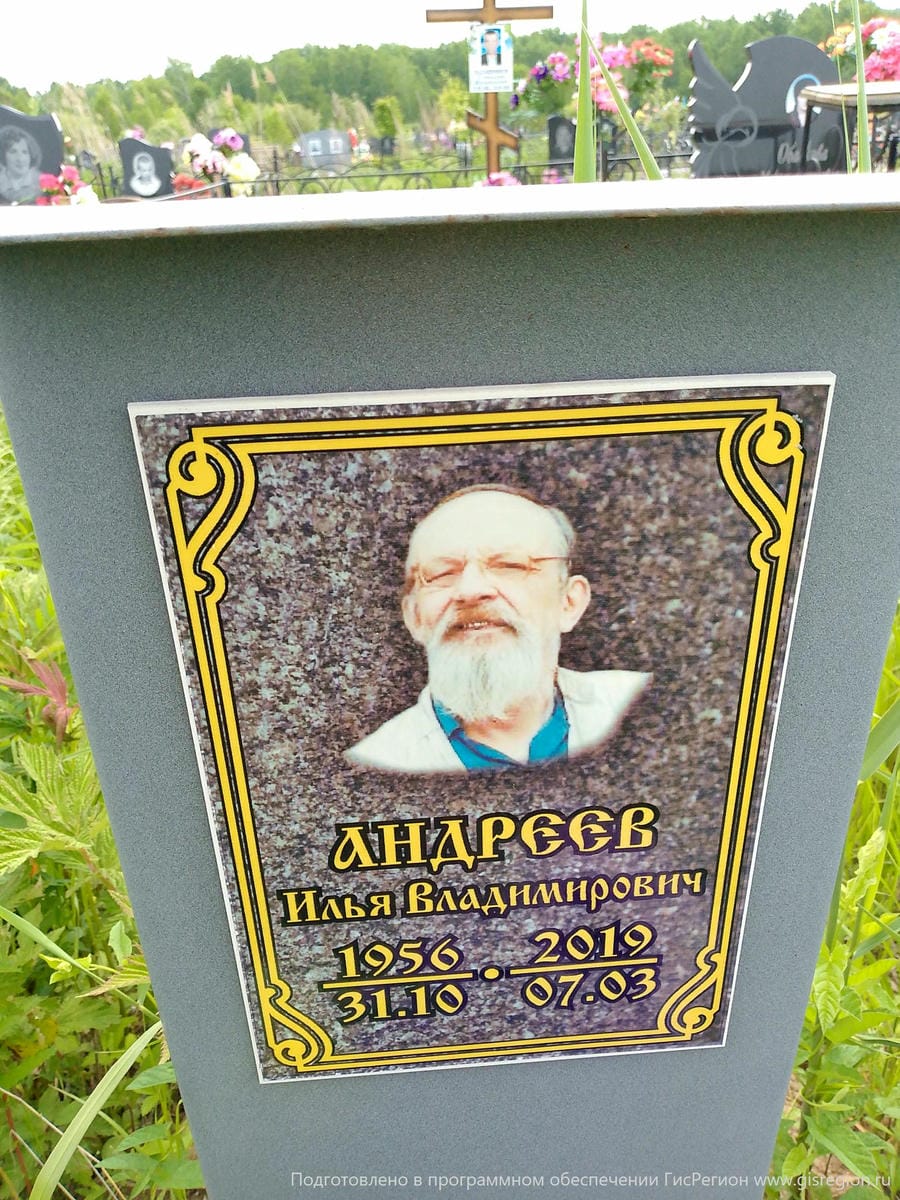 АНДРЕЕВ
Илья Владимирович
1956 2019
31.10 07.03
Подготовлено в программном обеспечении ГисРегион www.gisregion.ru